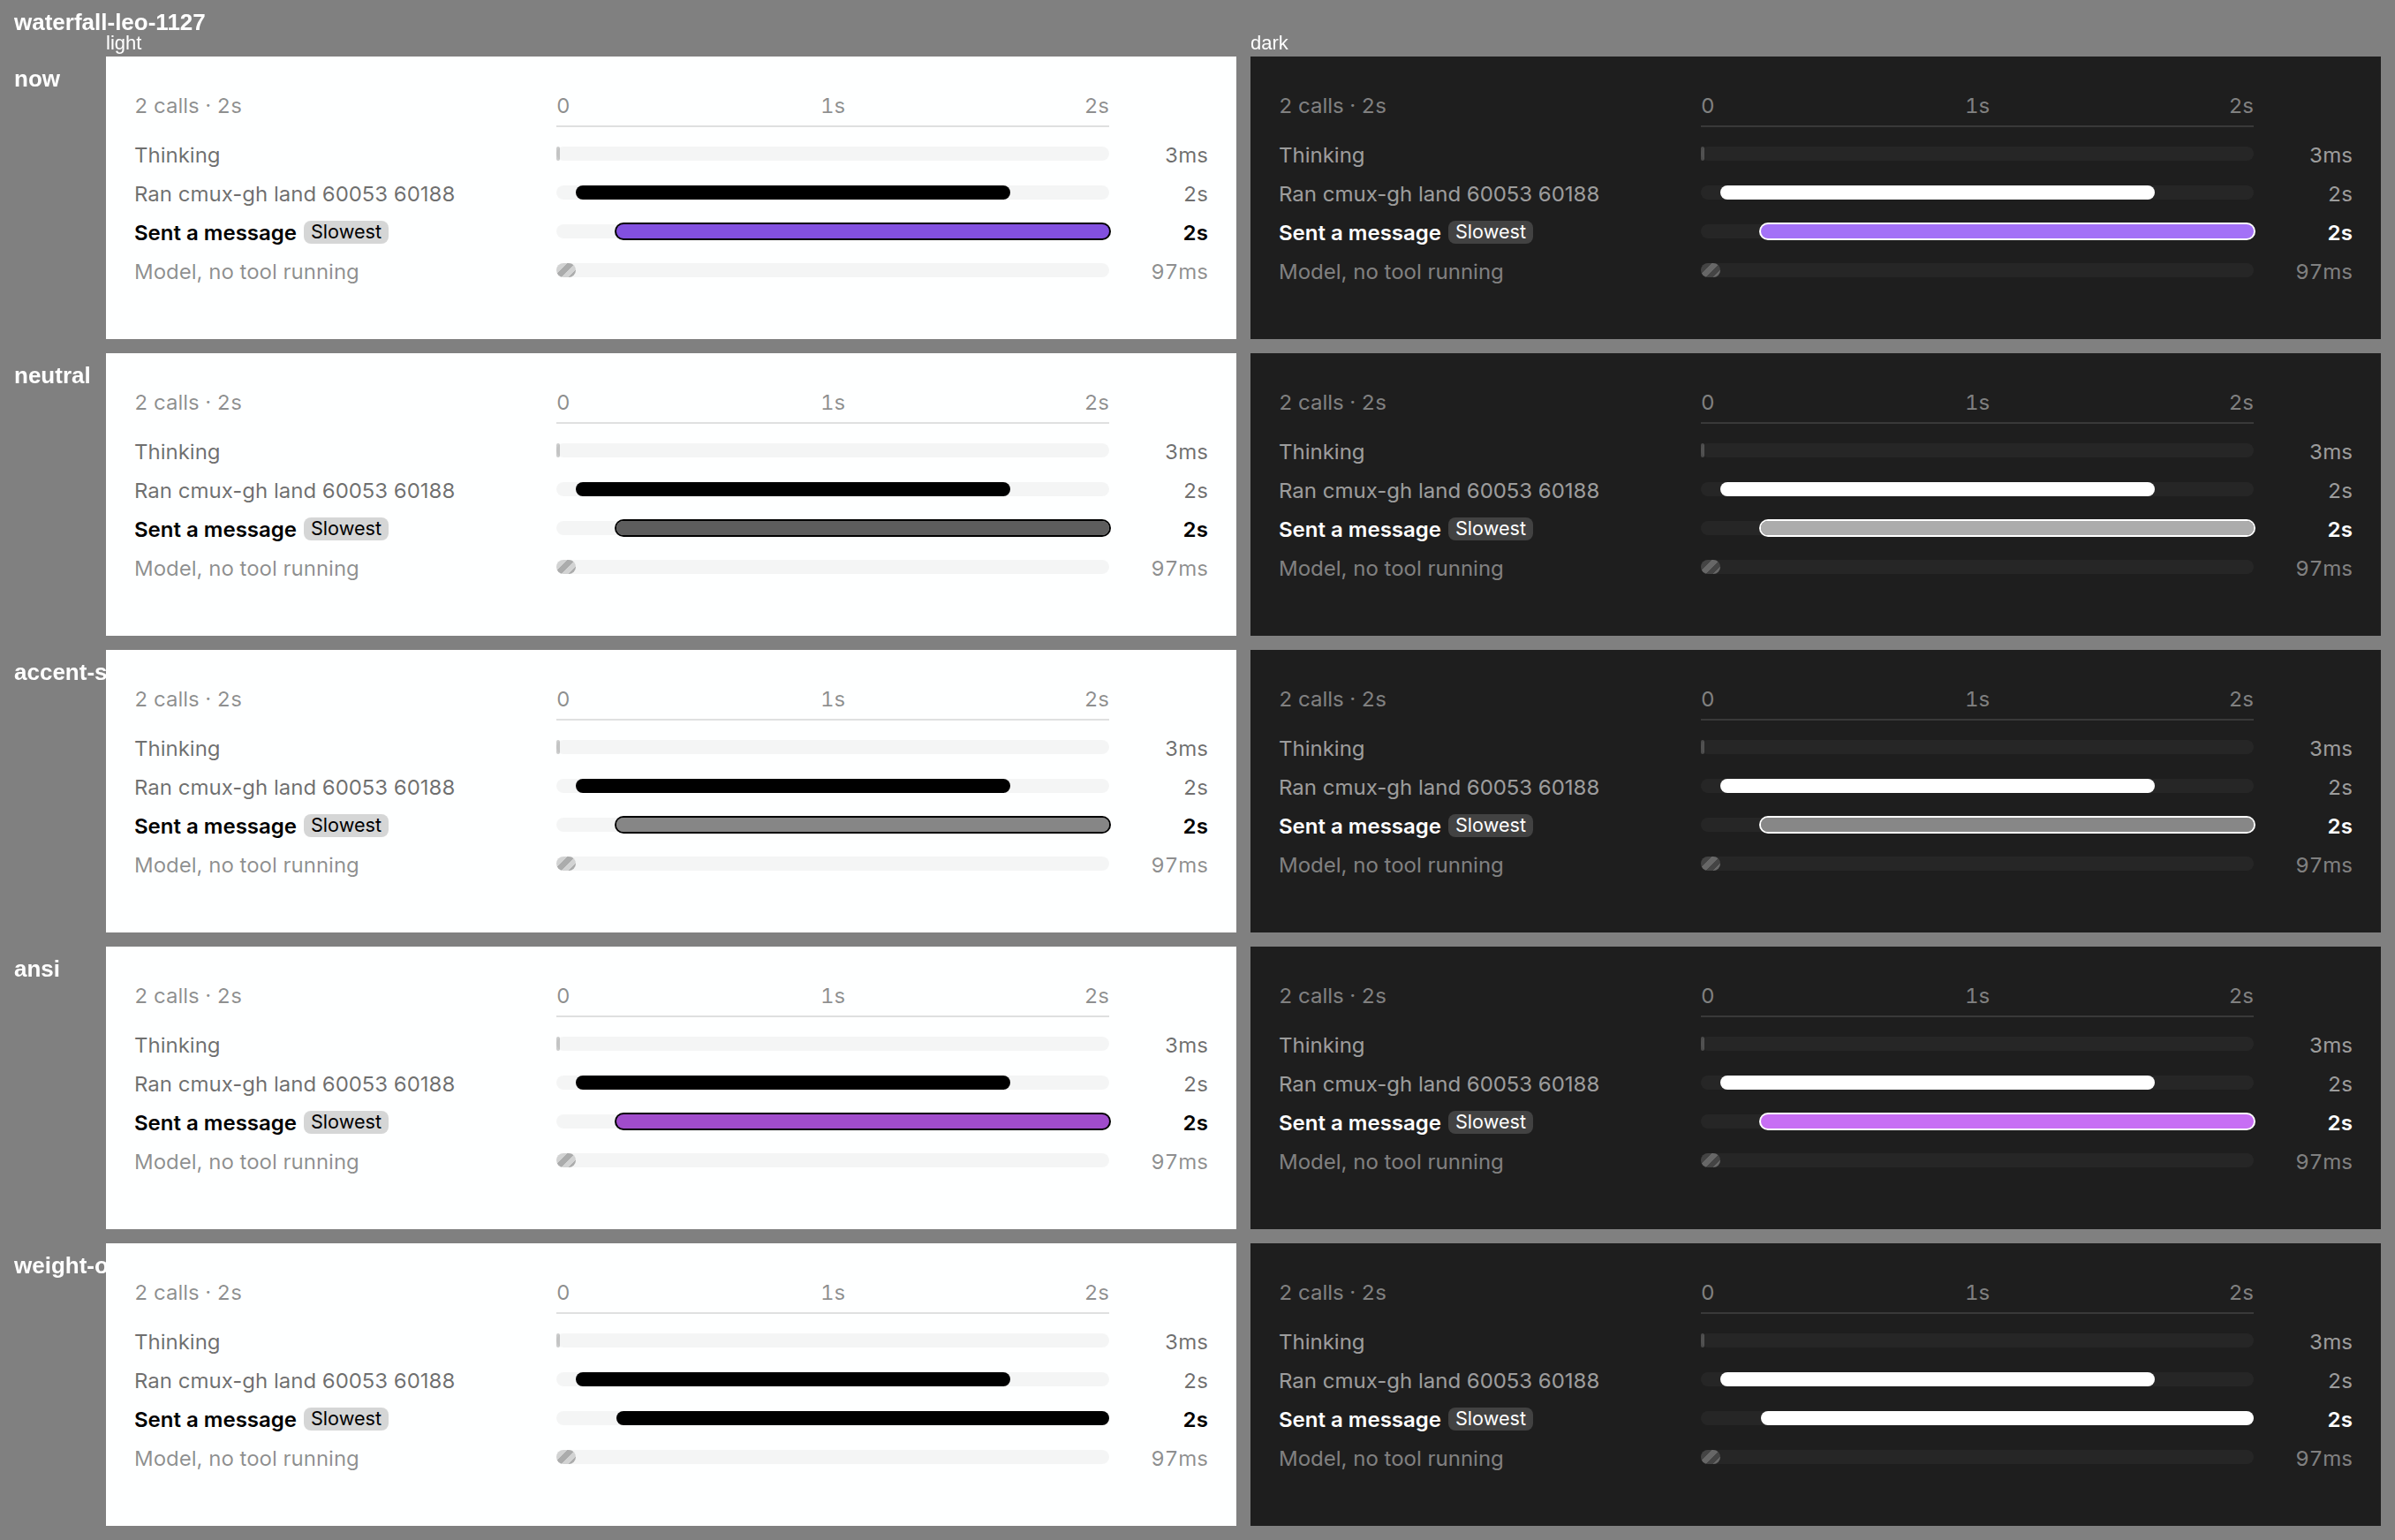 waterfall-leo-1127
light dark
now
2 calls · 2s 0 1s 2s
Thinking 3ms
Ran cmux-gh land 60053 60188 2s
Sent a message Slowest 2s
Model, no tool running 97ms
2 calls · 2s 0 1s 2s
Thinking 3ms
Ran cmux-gh land 60053 60188 2s
Sent a message Slowest 2s
Model, no tool running 97ms
neutral
2 calls · 2s 0 1s 2s
Thinking 3ms
Ran cmux-gh land 60053 60188 2s
Sent a message Slowest 2s
Model, no tool running 97ms
2 calls · 2s 0 1s 2s
Thinking 3ms
Ran cmux-gh land 60053 60188 2s
Sent a message Slowest 2s
Model, no tool running 97ms
accent-s
2 calls · 2s 0 1s 2s
Thinking 3ms
Ran cmux-gh land 60053 60188 2s
Sent a message Slowest 2s
Model, no tool running 97ms
2 calls · 2s 0 1s 2s
Thinking 3ms
Ran cmux-gh land 60053 60188 2s
Sent a message Slowest 2s
Model, no tool running 97ms
ansi
2 calls · 2s 0 1s 2s
Thinking 3ms
Ran cmux-gh land 60053 60188 2s
Sent a message Slowest 2s
Model, no tool running 97ms
2 calls · 2s 0 1s 2s
Thinking 3ms
Ran cmux-gh land 60053 60188 2s
Sent a message Slowest 2s
Model, no tool running 97ms
weight-o
2 calls · 2s 0 1s 2s
Thinking 3ms
Ran cmux-gh land 60053 60188 2s
Sent a message Slowest 2s
Model, no tool running 97ms
2 calls · 2s 0 1s 2s
Thinking 3ms
Ran cmux-gh land 60053 60188 2s
Sent a message Slowest 2s
Model, no tool running 97ms